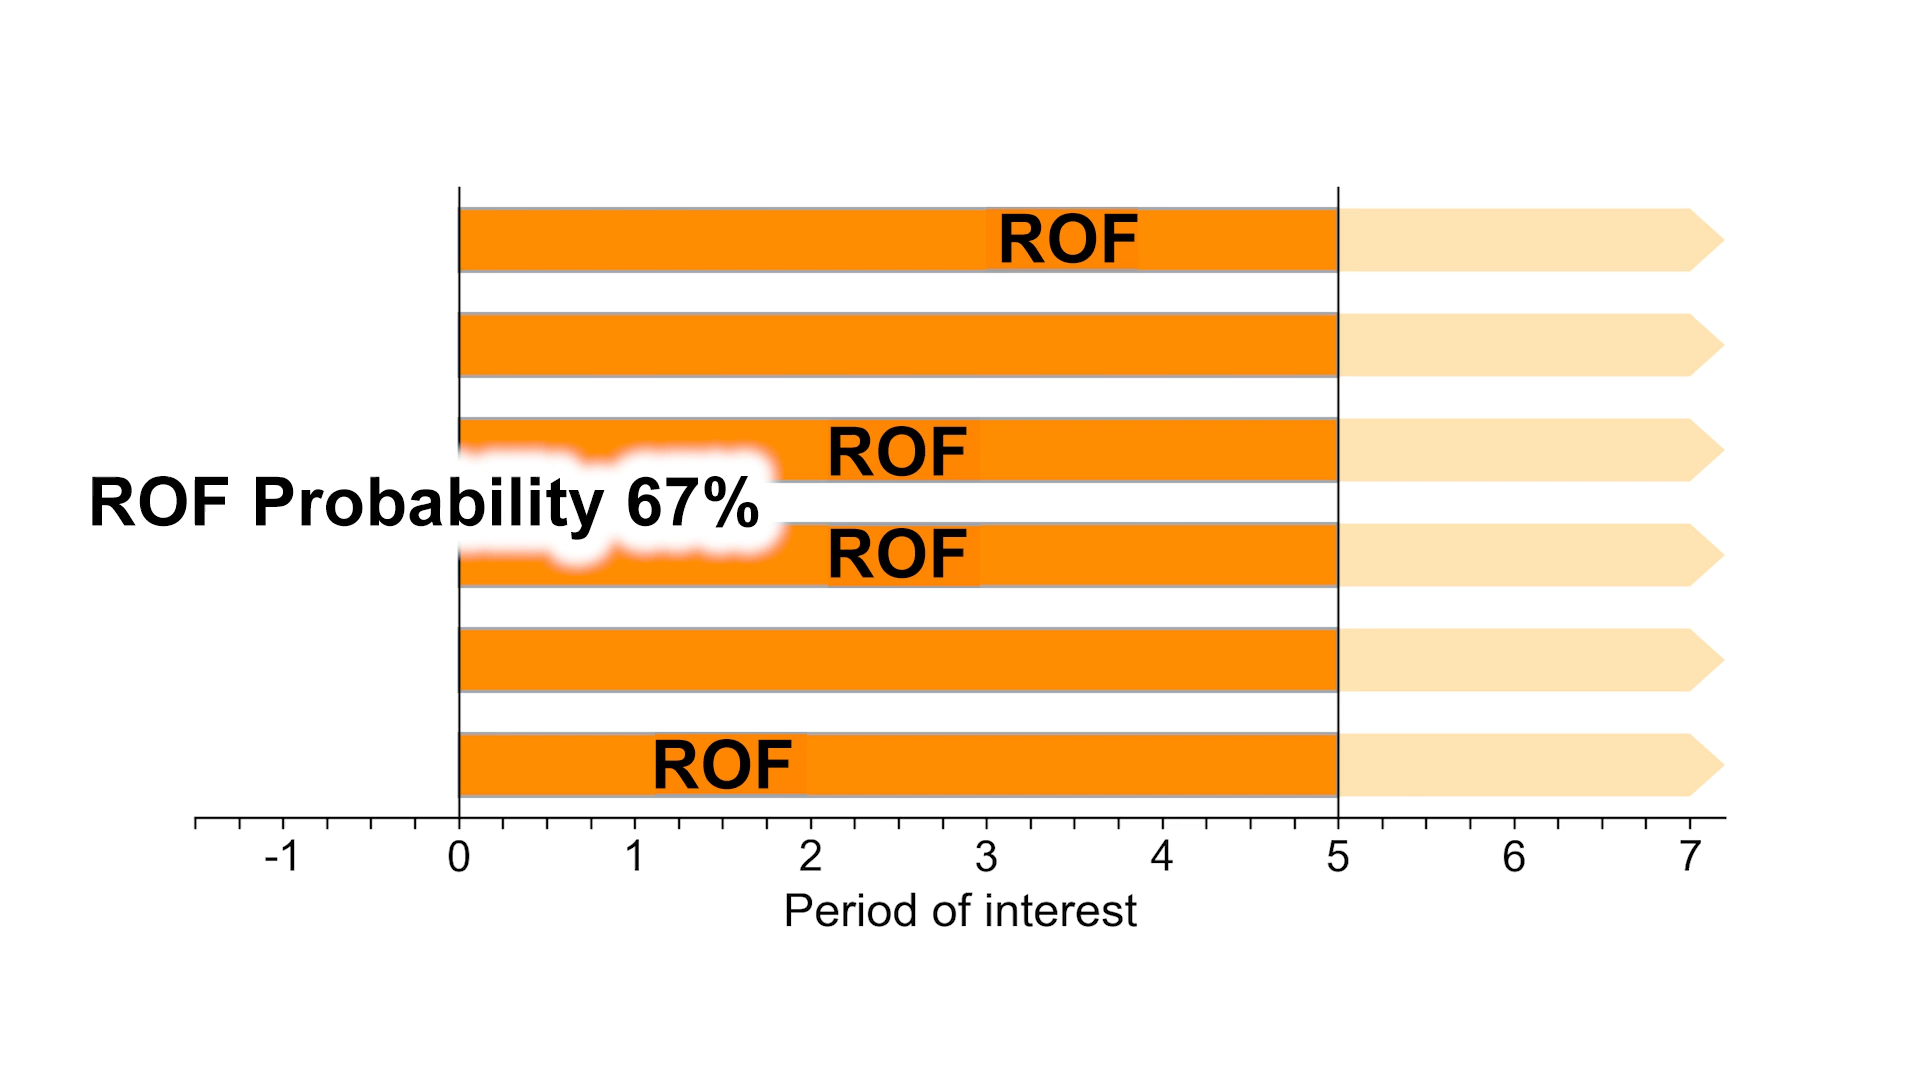 ROF
ROF
ROF Probability 67%
ROF
ROF
-1 0 1 2 3 4 5 6 7
Period of interest